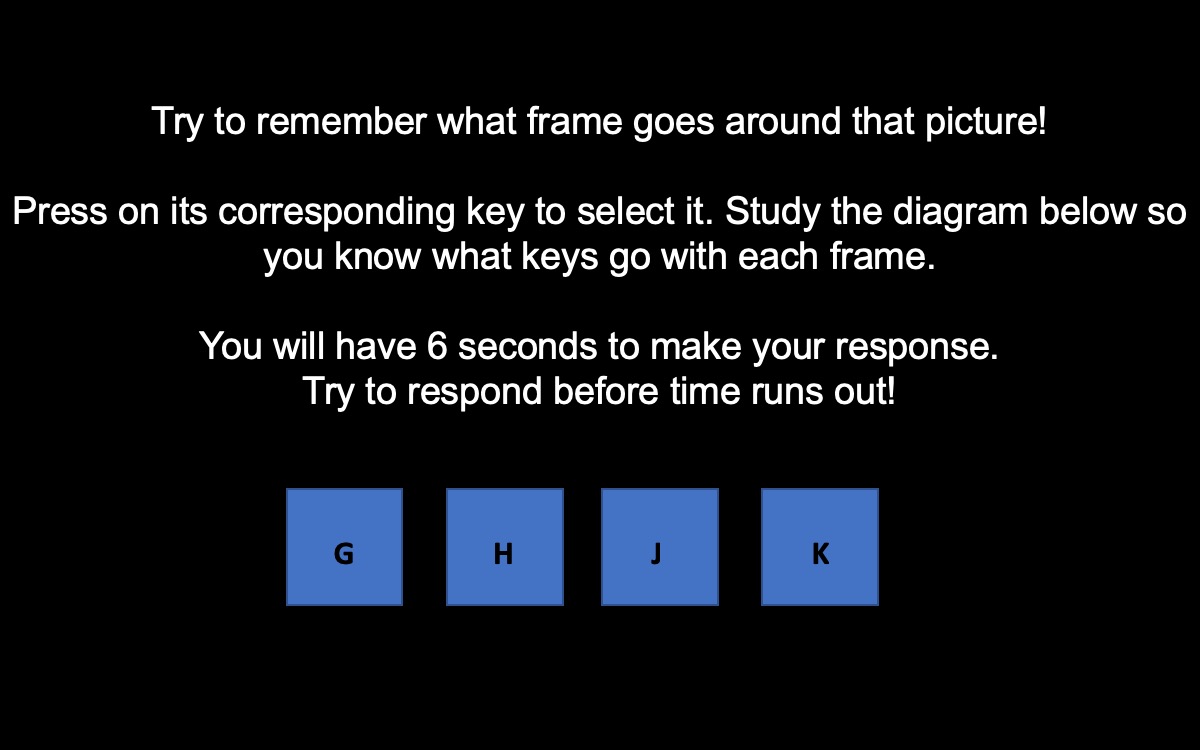 Try to remember what frame goes around that picture!
Press on its corresponding key to select it. Study the diagram below so
you know what keys go with each frame.
You will have 6 seconds to make your response.
Try to respond before time runs out!
G H J K